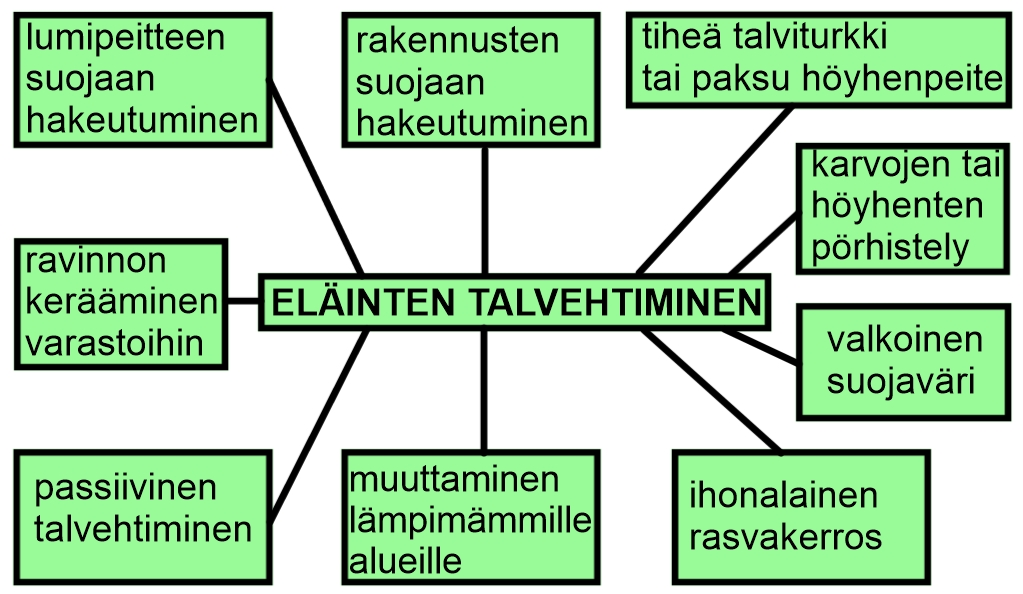 lumipeitteen
suojaan
hakeutuminen
rakennusten
suojaan
hakeutuminen
tiheä talviturkki
tai paksu höyhenpeite
karvojen tai
höyhenten
pörhistely
ravinnon
kerääminen
varastoihin
ELÄINTEN TALVEHTIMINEN
valkoinen
suojaväri
passiivinen
talvehtiminen
muuttaminen
lämpimämmille
alueille
ihonalainen
rasvakerros